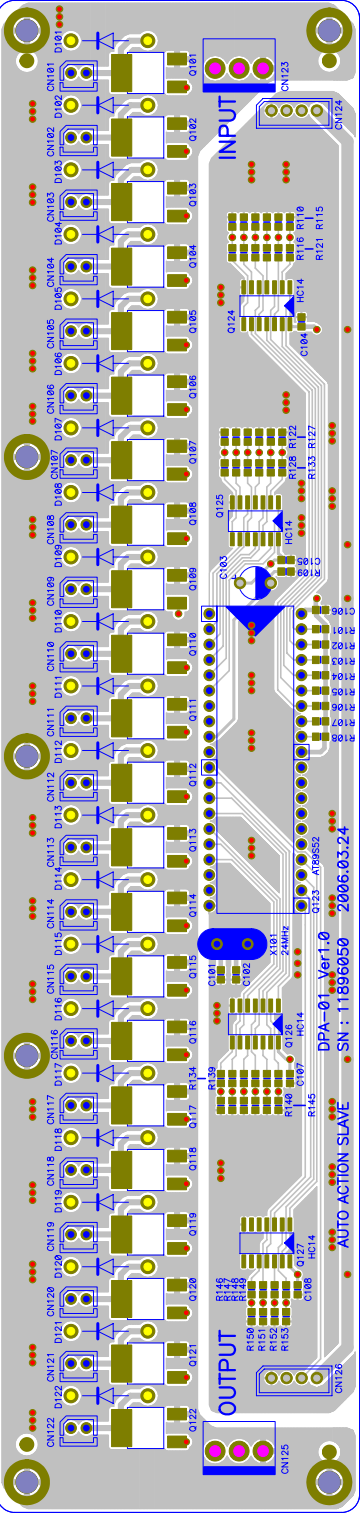 D101
CN101
Q101
D102
CN102
Q102
D103
CN103
Q103
D104
CN104
Q104
D105
CN105
Q105
D106
CN106
Q106
D107
CN107
Q107
D108
CN108
Q108
D109
CN109
Q109
D110
CN110
Q110
D111
CN111
Q111
D112
CN112
Q112
D113
CN113
Q113
D114
CN114
Q114
D115
CN115
Q115
D116
CN116
Q116
D117
CN117
Q117
D118
CN118
Q118
D119
CN119
Q119
D120
CN120
Q120
D121
CN121
Q121
D122
CN122
Q122
CN123
INPUT
CN124
R110 R115
R116 R121
HC14
Q124
C104
R122 R127
R128 R133
Q125
HC14
C103
C105
R109
C106
R101
R102
R103
R104
R105
R106
R107
R108
AT89S52
Q123
X101
24MHz
C101
C102
DPA-01 Ver1.0 2006.03.24
SN : 11896050
AUTO ACTION SLAVE
Q126
HC14
R134 R139
C107
R140 R145
Q127
HC14
R146
R147
R148
R149
C108
R150
R151
R152
R153
OUTPUT
CN126
CN125